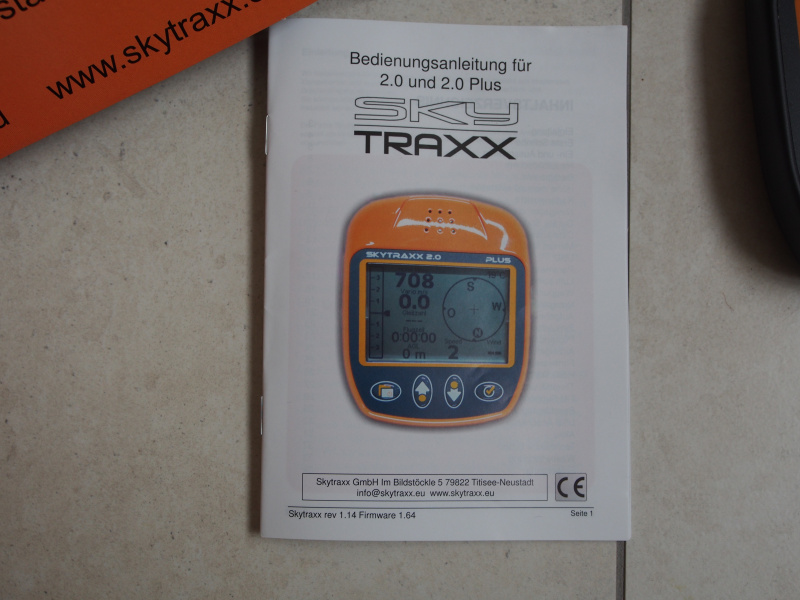 www.skytraxx.
Bedienungsanleitung für
2.0 und 2.0 Plus
SKY
TRAXX
SKYTRAXX 2.0 PLUS
708
0.0
0:00:00
0 m
S
W
N
O
2
Skytraxx GmbH Im Bildstöckle 5 79822 Titisee-Neustadt
info@skytraxx.eu www.skytraxx.eu
CE
Skytraxx rev 1.14 Firmware 1.64 Seite 1